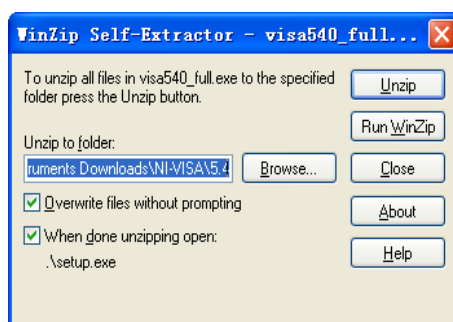 WinZip Self-Extractor - visa540_full...
To unzip all files in visa540_full.exe to the specified
folder press the Unzip button.
Unzip to folder:
ruments Downloads\NI-VISA\5.4
Browse...
Overwrite files without prompting
When done unzipping open:
.\setup.exe
Unzip
Run WinZip
Close
About
Help